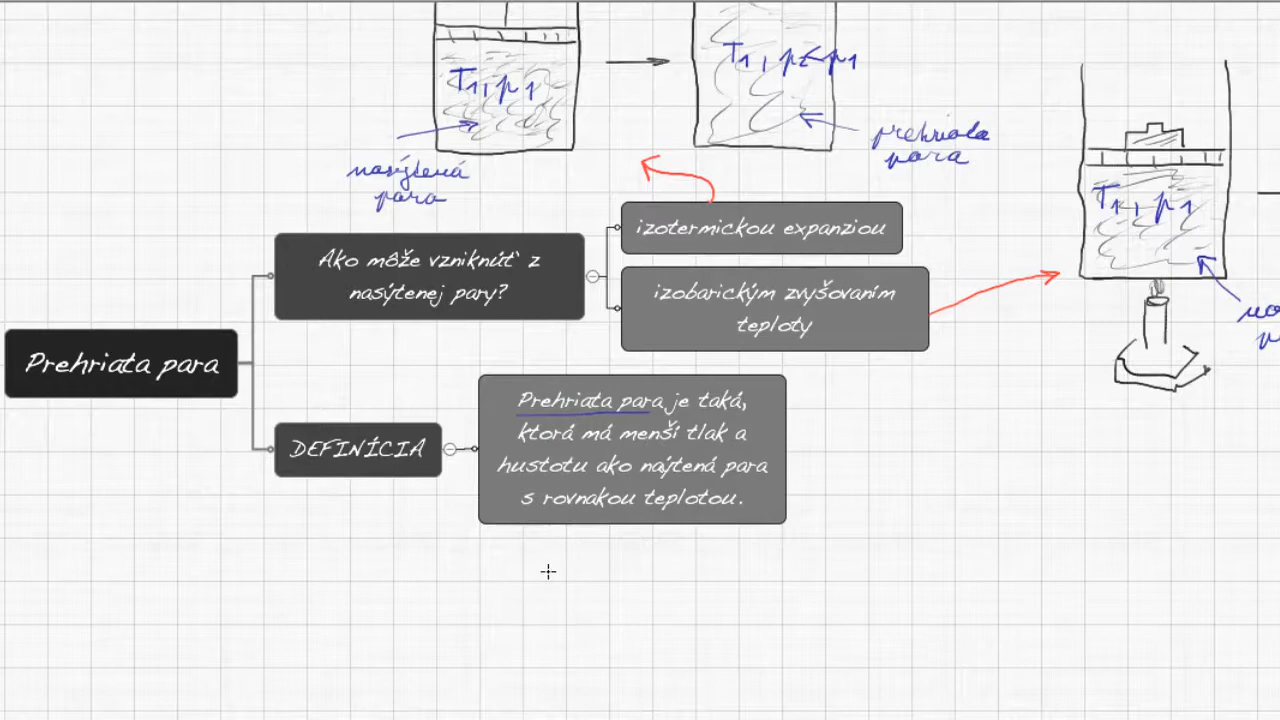 T1, p1
T1, p<p1
nasýtená
para
prehriata
para
T1, p1
izotermickou expanziou
Ako môže vzniknúť z
nasýtenej pary?
izobarickým zvyšovaním
teploty
Prehriata para
DEFINÍCIA
Prehriata para je taká,
ktorá má menší tlak a
hustotu ako najtená para
s rovnakou teplotou.